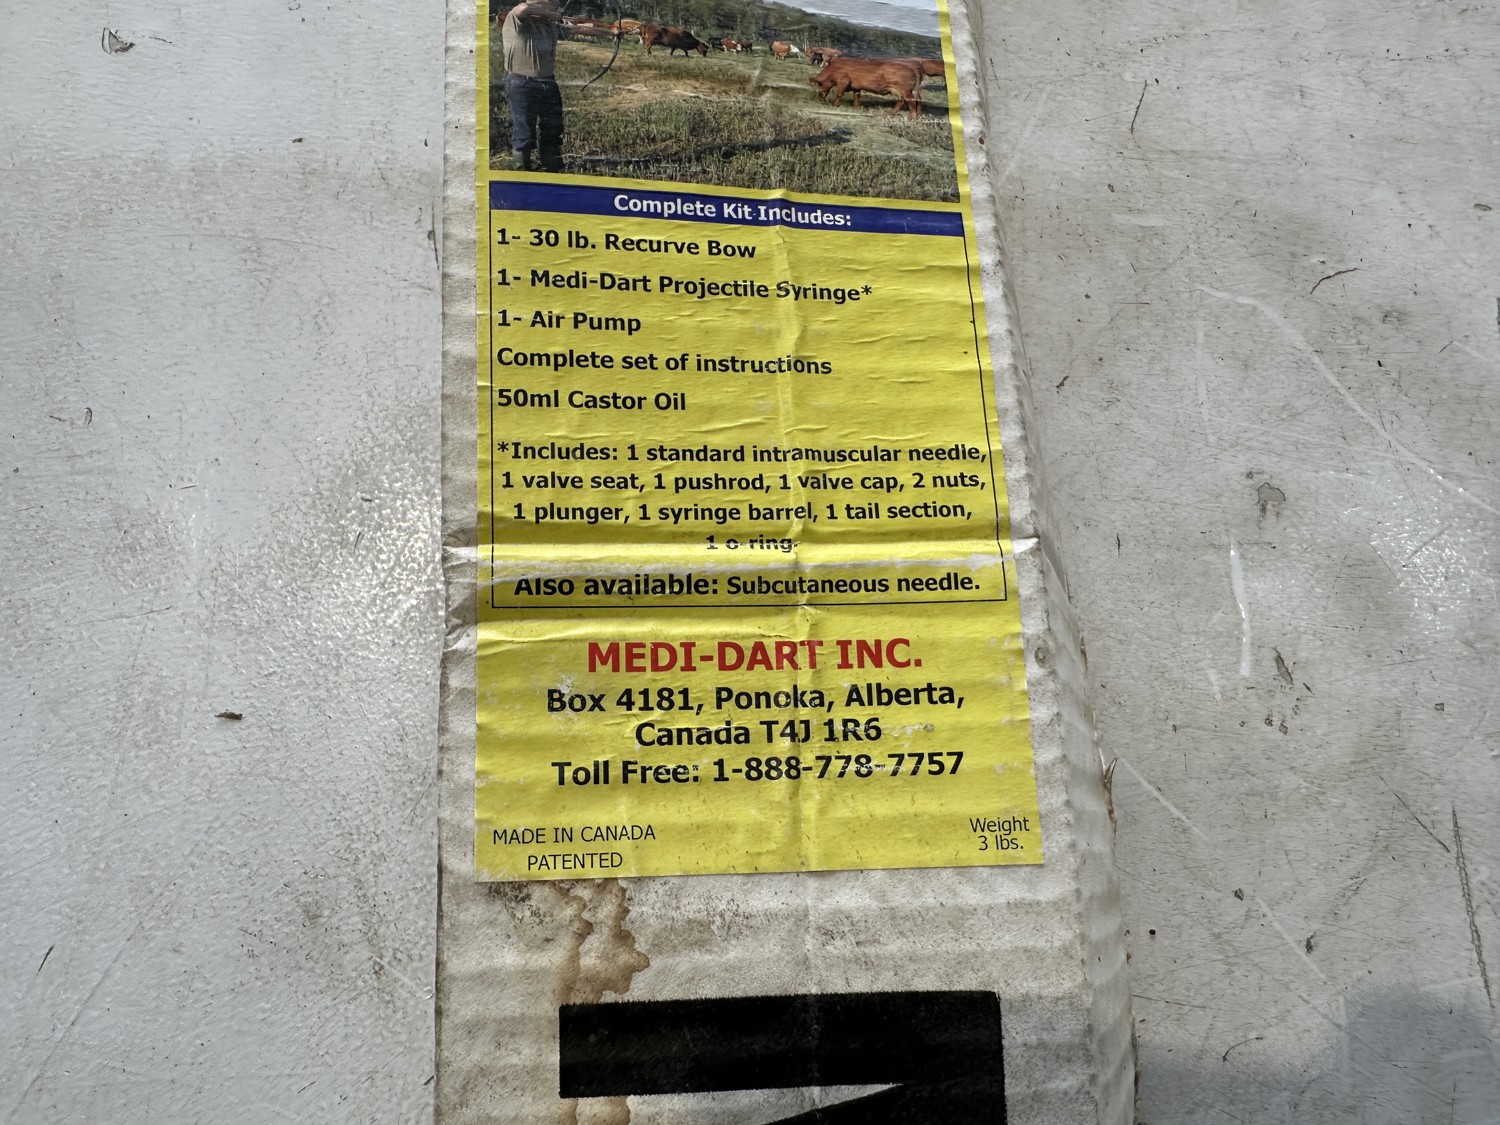 Complete Kit Includes:
1- 30 lb. Recurve Bow
1- Medi-Dart Projectile Syringe*
1- Air Pump
Complete set of instructions
50ml Castor Oil
*Includes: 1 standard intramuscular needle,
1 valve seat, 1 pushrod, 1 valve cap, 2 nuts,
1 plunger, 1 syringe barrel, 1 tail section,
1 o-ring.
Also available: Subcutaneous needle.
MEDI-DART INC.
Box 4181, Ponoka, Alberta,
Canada T4J 1R6
Toll Free: 1-888-778-7757
MADE IN CANADA
PATENTED
Weight
3 lbs.